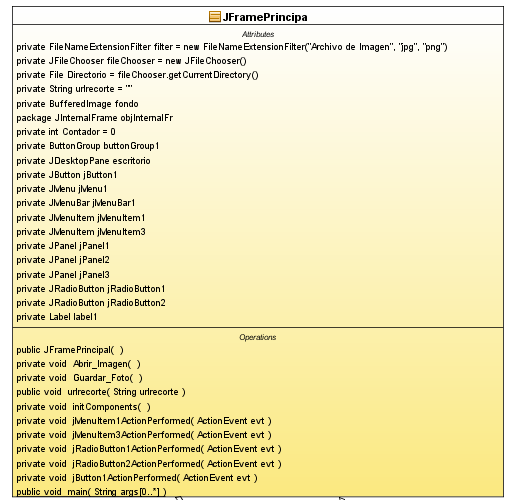 JFramePrincipa
Attributes
private FileNameExtensionFilter filter = new FileNameExtensionFilter("Archivo de Imagen", "jpg", "png")
private JFileChooser fileChooser = new JFileChooser()
private File Directorio = fileChooser.getCurrentDirectory()
private String urlrecorte = ""
private BufferedImage fondo
package JInternalFrame objInternalFr
private int Contador = 0
private ButtonGroup buttonGroup1
private JDesktopPane escritorio
private JButton jButton1
private JMenu jMenu1
private JMenuBar jMenuBar1
private JMenuItem jMenuItem1
private JMenuItem jMenuItem3
private JPanel jPanel1
private JPanel jPanel2
private JPanel jPanel3
private JRadioButton jRadioButton1
private JRadioButton jRadioButton2
private Label label1
Operations
public JFramePrincipal( )
private void Abrir_Imagen( )
private void Guardar_Foto( )
public void urlrecorte( String urlrecorte )
private void initComponents( )
private void jMenuItem1ActionPerformed( ActionEvent evt )
private void jMenuItem3ActionPerformed( ActionEvent evt )
private void jRadioButton1ActionPerformed( ActionEvent evt )
private void jRadioButton2ActionPerformed( ActionEvent evt )
private void jButton1ActionPerformed( ActionEvent evt )
public void main( String args[0..*] )